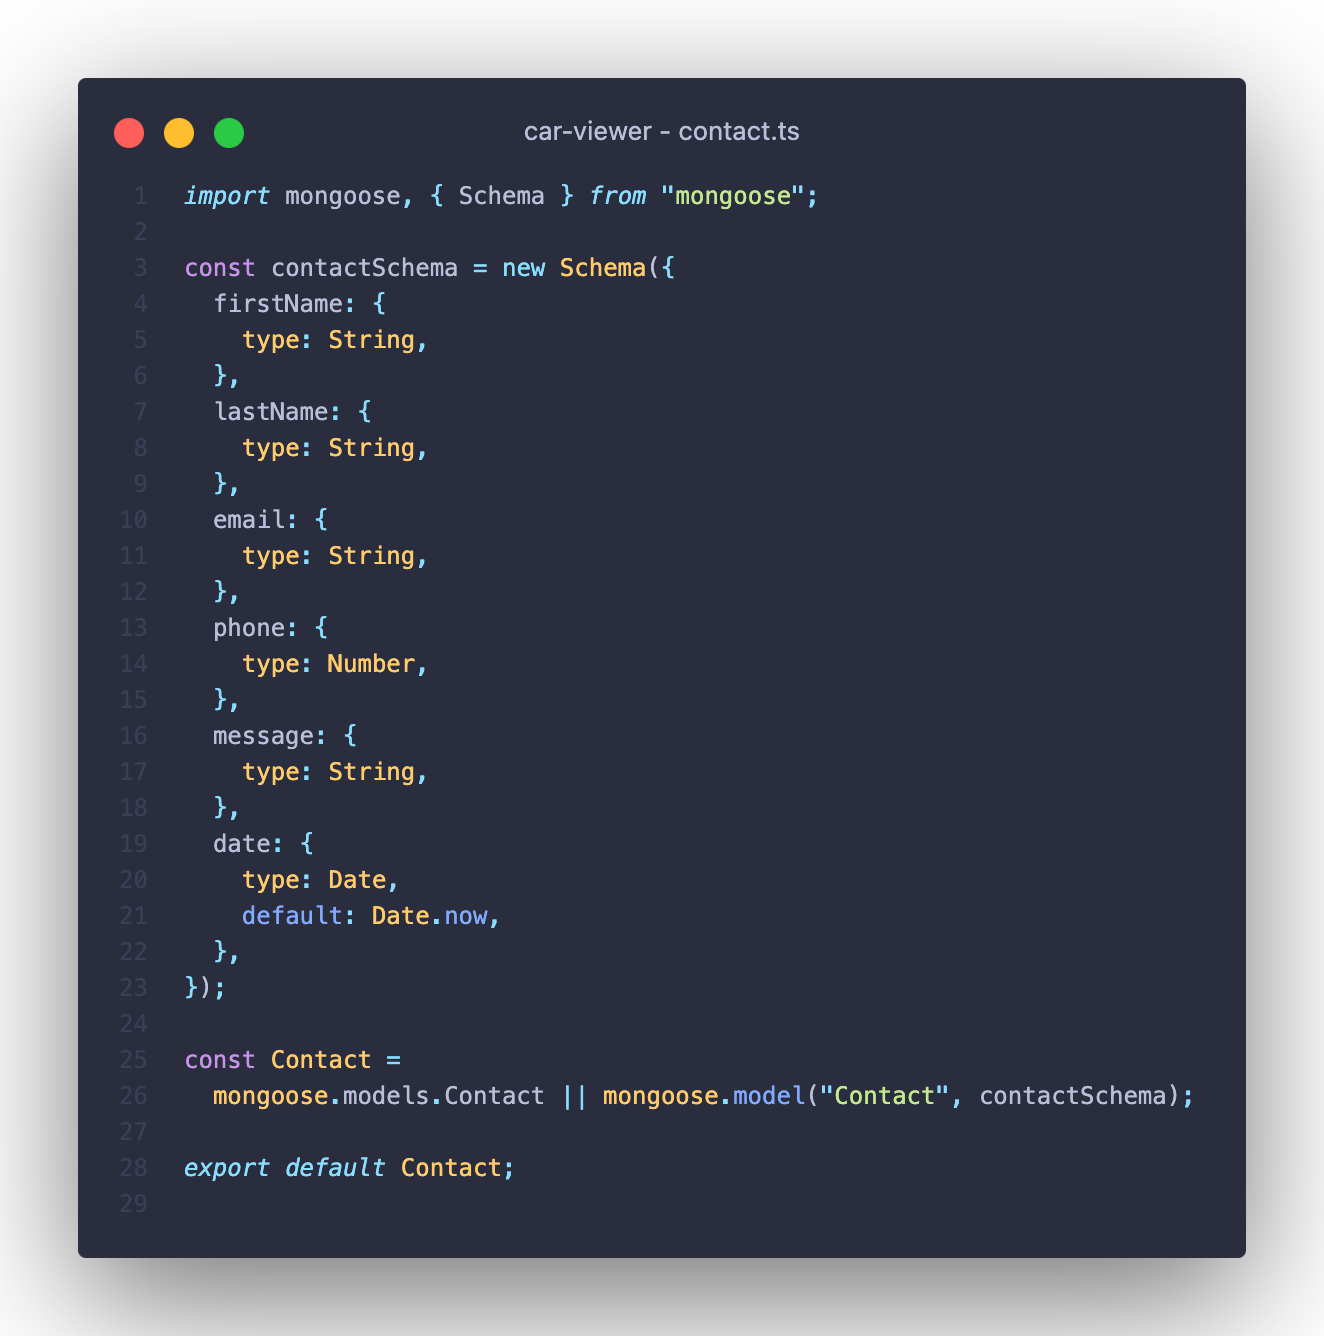 car-viewer - contact.ts
1 import mongoose, { Schema } from "mongoose";
2
3 const contactSchema = new Schema({
4   firstName: {
5     type: String,
6   },
7   lastName: {
8     type: String,
9   },
10   email: {
11     type: String,
12   },
13   phone: {
14     type: Number,
15   },
16   message: {
17     type: String,
18   },
19   date: {
20     type: Date,
21     default: Date.now,
22   },
23 });
24
25 const Contact =
26   mongoose.models.Contact || mongoose.model("Contact", contactSchema);
27
28 export default Contact;
29